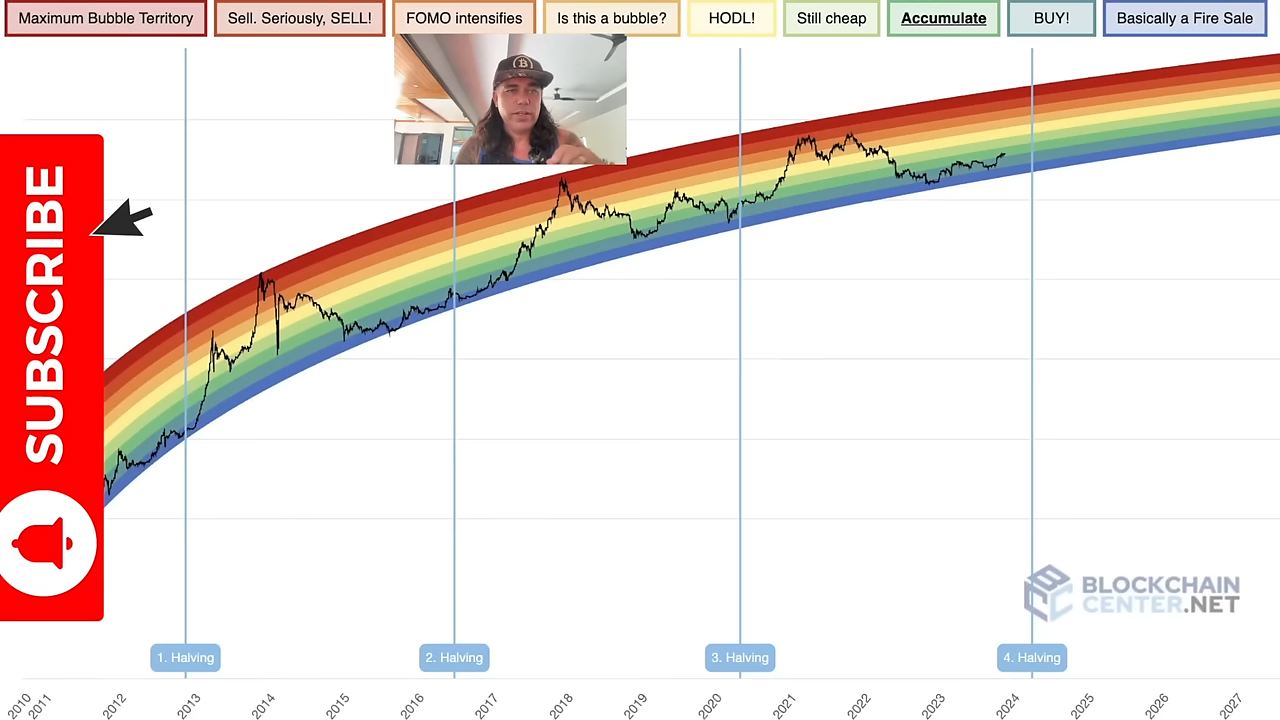 Maximum Bubble Territory
Sell. Seriously, SELL!
FOMO intensifies
Is this a bubble?
HODL!
Still cheap
Accumulate
BUY!
Basically a Fire Sale
SUBSCRIBE
BLOCKCHAIN
CENTER.NET
1. Halving
2. Halving
3. Halving
4. Halving
2010
2011
2012
2013
2014
2015
2016
2017
2018
2019
2020
2021
2022
2023
2024
2025
2026
2027